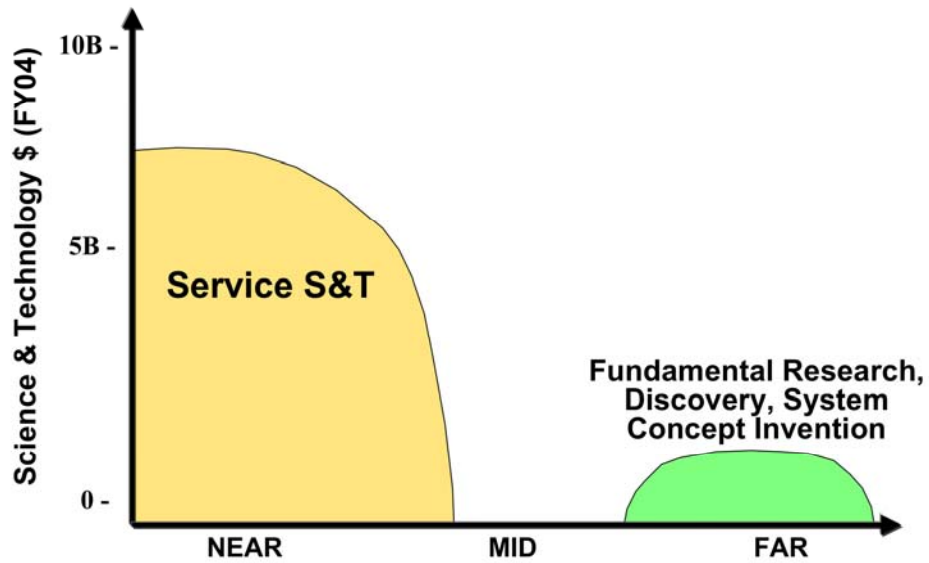 Science & Technology $ (FY04)
10B -
5B -
0 -
Service S&T
Fundamental Research,
Discovery, System
Concept Invention
NEAR
MID
FAR